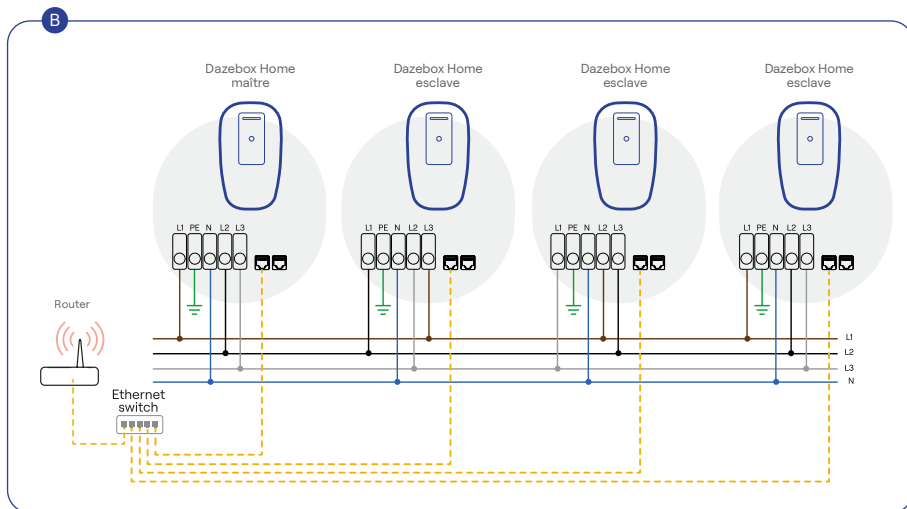 B
Dazebox Home
maître
Dazebox Home
esclave
Dazebox Home
esclave
Dazebox Home
esclave
L1 PE N L2 L3
L1 PE N L2 L3
L1 PE N L2 L3
L1 PE N L2 L3
Router
L1
L2
L3
N
Ethernet
switch